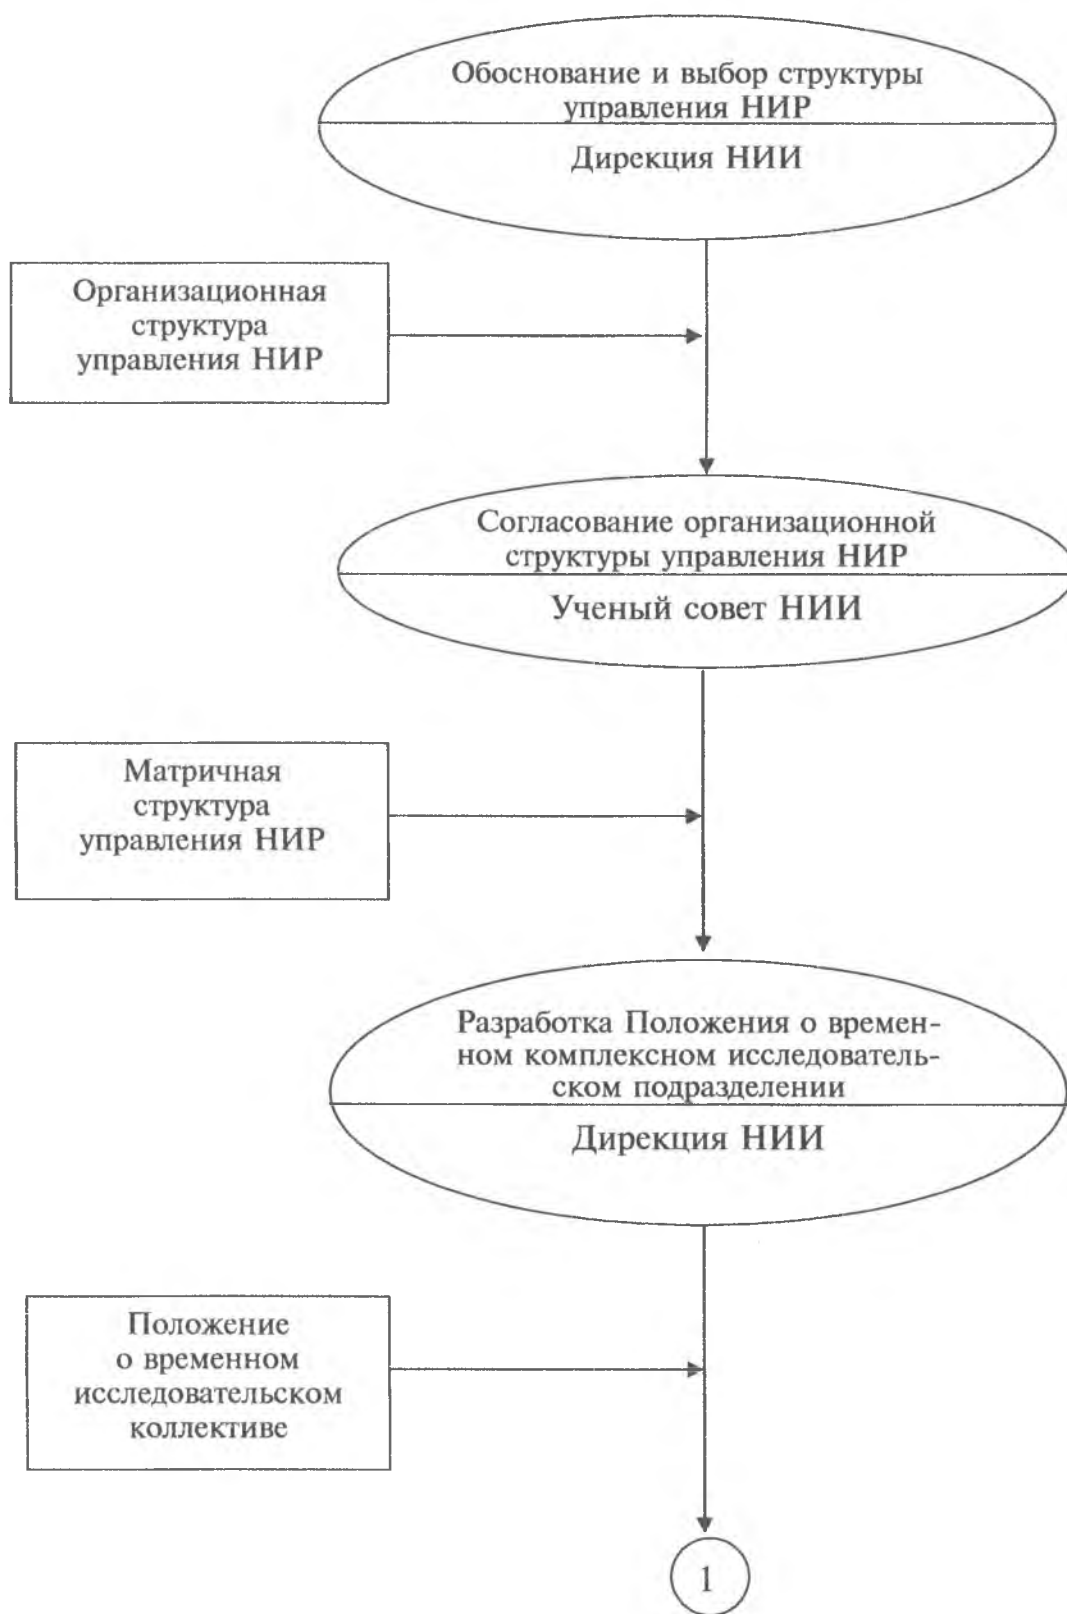 Обоснование и выбор структуры
управления НИР
Дирекция НИИ
Организационная
структура
управления НИР
Согласование организационной
структуры управления НИР
Ученый совет НИИ
Матричная
структура
управления НИР
Разработка Положения о времен-
ном комплексном исследователь-
ском подразделении
Дирекция НИИ
Положение
о временном
исследовательском
коллективе
1